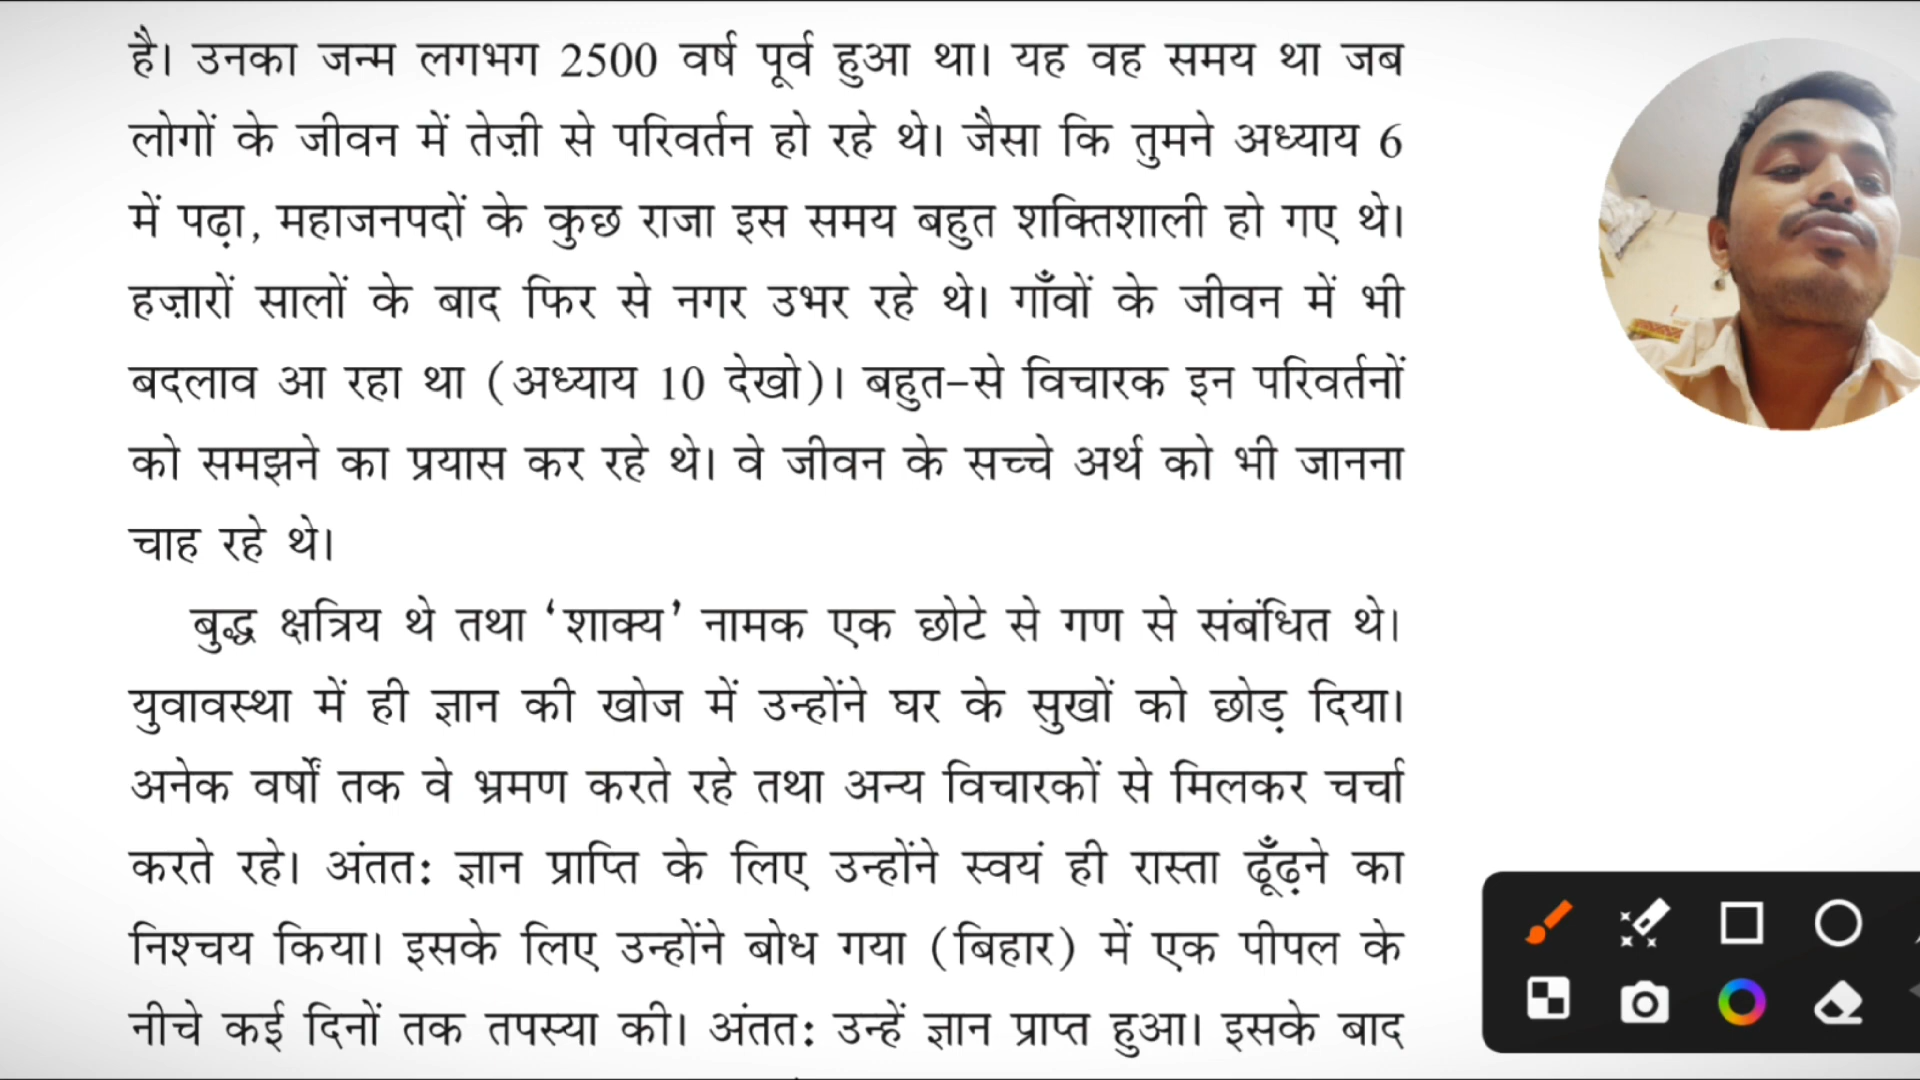 है। उनका जन्म लगभग 2500 वर्ष पूर्व हुआ था। यह वह समय था जब
लोगों के जीवन में तेज़ी से परिवर्तन हो रहे थे। जैसा कि तुमने अध्याय 6
में पढ़ा, महाजनपदों के कुछ राजा इस समय बहुत शक्तिशाली हो गए थे।
हज़ारों सालों के बाद फिर से नगर उभर रहे थे। गाँवों के जीवन में भी
बदलाव आ रहा था (अध्याय 10 देखो)। बहुत-से विचारक इन परिवर्तनों
को समझने का प्रयास कर रहे थे। वे जीवन के सच्चे अर्थ को भी जानना
चाह रहे थे।
बुद्ध क्षत्रिय थे तथा ‘शाक्य’ नामक एक छोटे से गण से संबंधित थे।
युवावस्था में ही ज्ञान की खोज में उन्होंने घर के सुखों को छोड़ दिया।
अनेक वर्षों तक वे भ्रमण करते रहे तथा अन्य विचारकों से मिलकर चर्चा
करते रहे। अंततः ज्ञान प्राप्ति के लिए उन्होंने स्वयं ही रास्ता ढूँढ़ने का
निश्चय किया। इसके लिए उन्होंने बोध गया (बिहार) में एक पीपल के
नीचे कई दिनों तक तपस्या की। अंततः उन्हें ज्ञान प्राप्त हुआ। इसके बाद